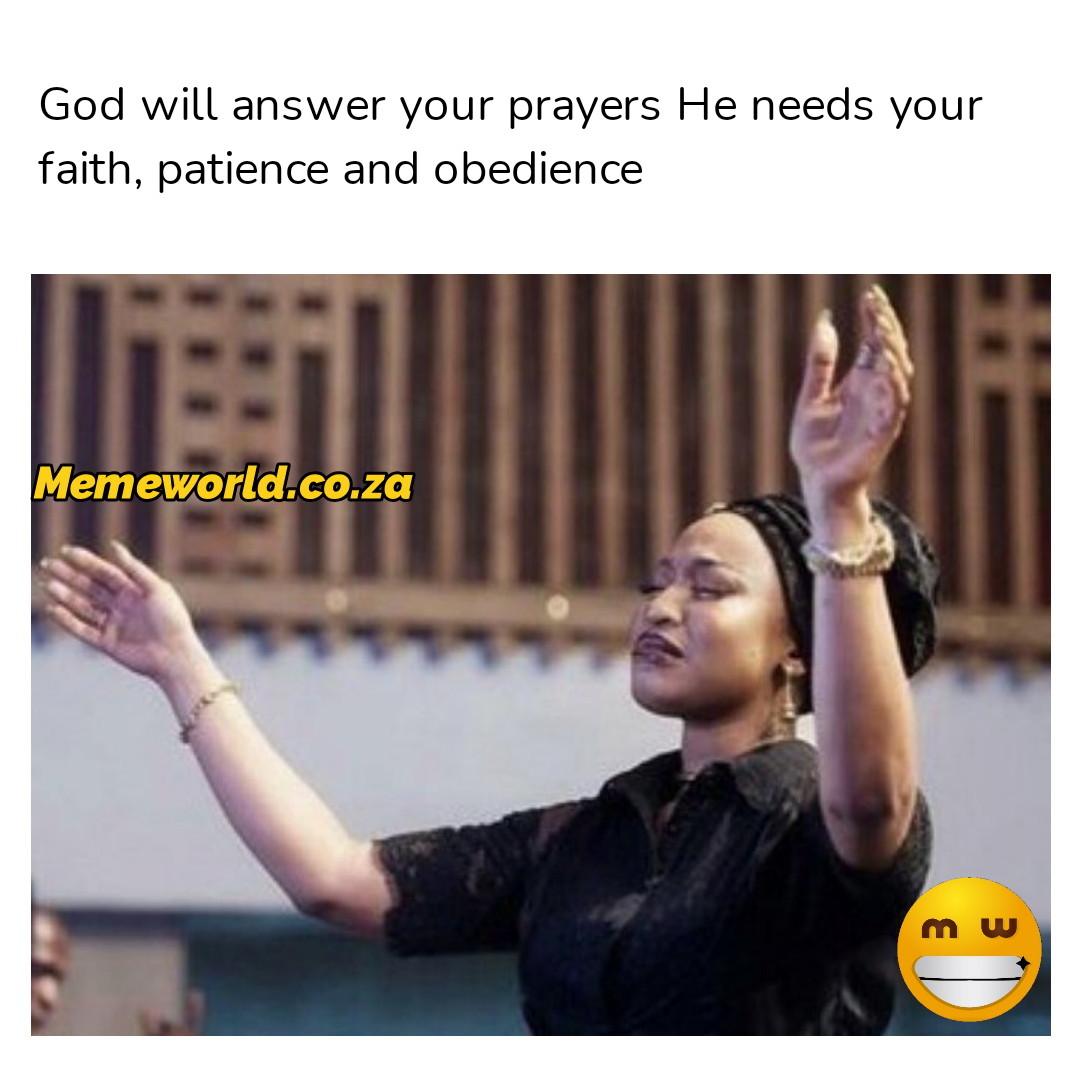 God will answer your prayers He needs your
faith, patience and obedience
Memeworld.co.za
m w